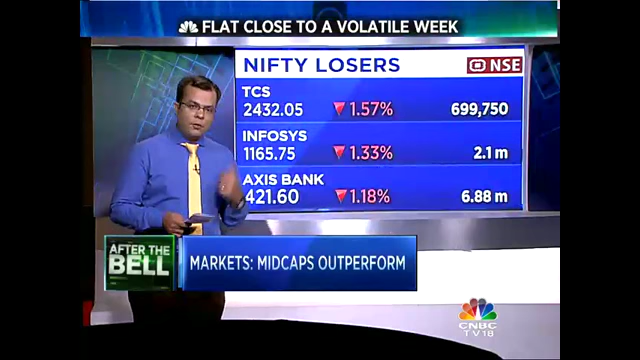 FLAT CLOSE TO A VOLATILE WEEK
NIFTY LOSERS
NSE
TCS
2432.05 1.57% 699,750
INFOSYS
1165.75 1.33% 2.1 m
AXIS BANK
421.60 1.18% 6.88 m
AFTER THE
BELL
MARKETS: MIDCAPS OUTPERFORM
CNBC
TV18